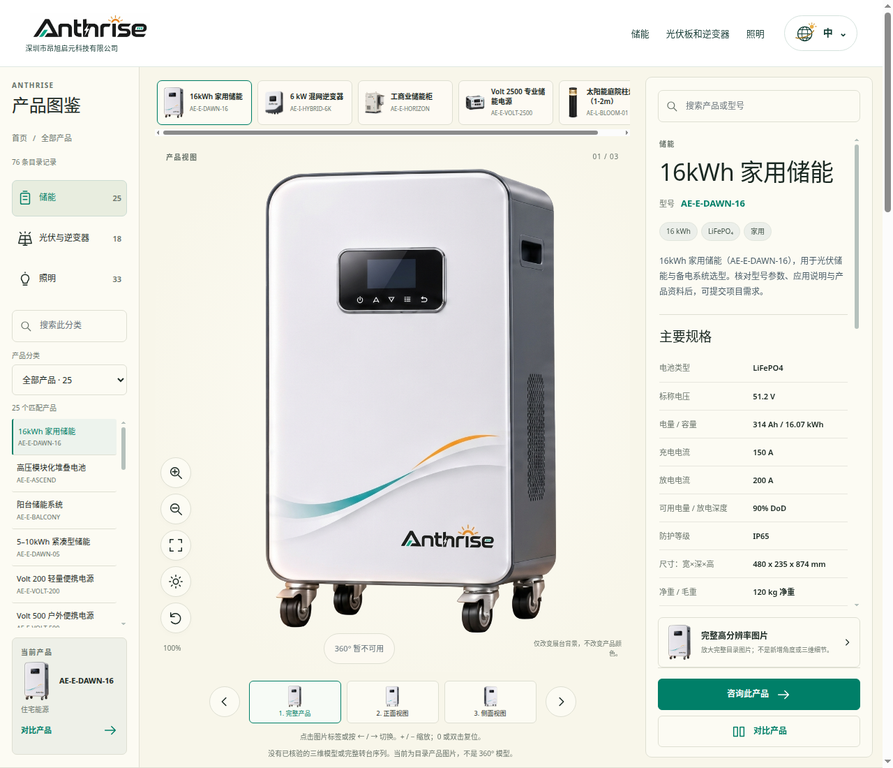 Anthrise
深圳市昂旭启元科技有限公司
储能
光伏板和逆变器
照明
中
ANTHRISE
产品图鉴
首页 / 全部产品
76 条目录记录
储能 25
光伏与逆变器 18
照明 33
搜索此分类
产品分类
全部产品 · 25
25 个匹配产品
16kWh 家用储能
AE-E-DAWN-16
高压模块化堆叠电池
AE-E-ASCEND
阳台储能系统
AE-E-BALCONY
5–10kWh 紧凑型储能
AE-E-DAWN-05
Volt 200 轻量便携电源
AE-E-VOLT-200
Volt 500 户外便携电源
当前产品
AE-E-DAWN-16
住宅能源
对比产品
16kWh 家用储能
AE-E-DAWN-16
6 kW 混网逆变器
AE-I-HYBRID-6K
工商业储能柜
AE-E-HORIZON
Volt 2500 专业储
能电源
AE-E-VOLT-2500
太阳能庭院柱
（1-2m）
AE-L-BLOOM-01
产品视图
01 / 03
Anthrise
100%
360° 暂不可用
仅改变展台背景，不改变产品颜
色。
1. 完整产品
2. 正面视图
3. 侧面视图
点击图片标签或按 ← / → 切换。+ / − 缩放；0 或双击复位。
没有已核验的三维模型或完整转台序列。当前为目录产品图片，不是 360° 模型。
搜索产品或型号
储能
16kWh 家用储能
型号 AE-E-DAWN-16
16 kWh
LiFePO₄
家用
16kWh 家用储能（AE-E-DAWN-16），用于光伏储
能与备电系统选型。核对型号参数、应用说明与产
品资料后，可提交项目需求。
主要规格
电池类型 LiFePO4
标称电压 51.2 V
电量 / 容量 314 Ah / 16.07 kWh
充电电流 150 A
放电电流 200 A
可用电量 / 放电深度 90% DoD
防护等级 IP65
尺寸：宽×深×高 480 x 235 x 874 mm
净重 / 毛重 120 kg 净重
完整高分辨率图片
放大完整目录图片；不是新增角度或三维细节。
咨询此产品
对比产品